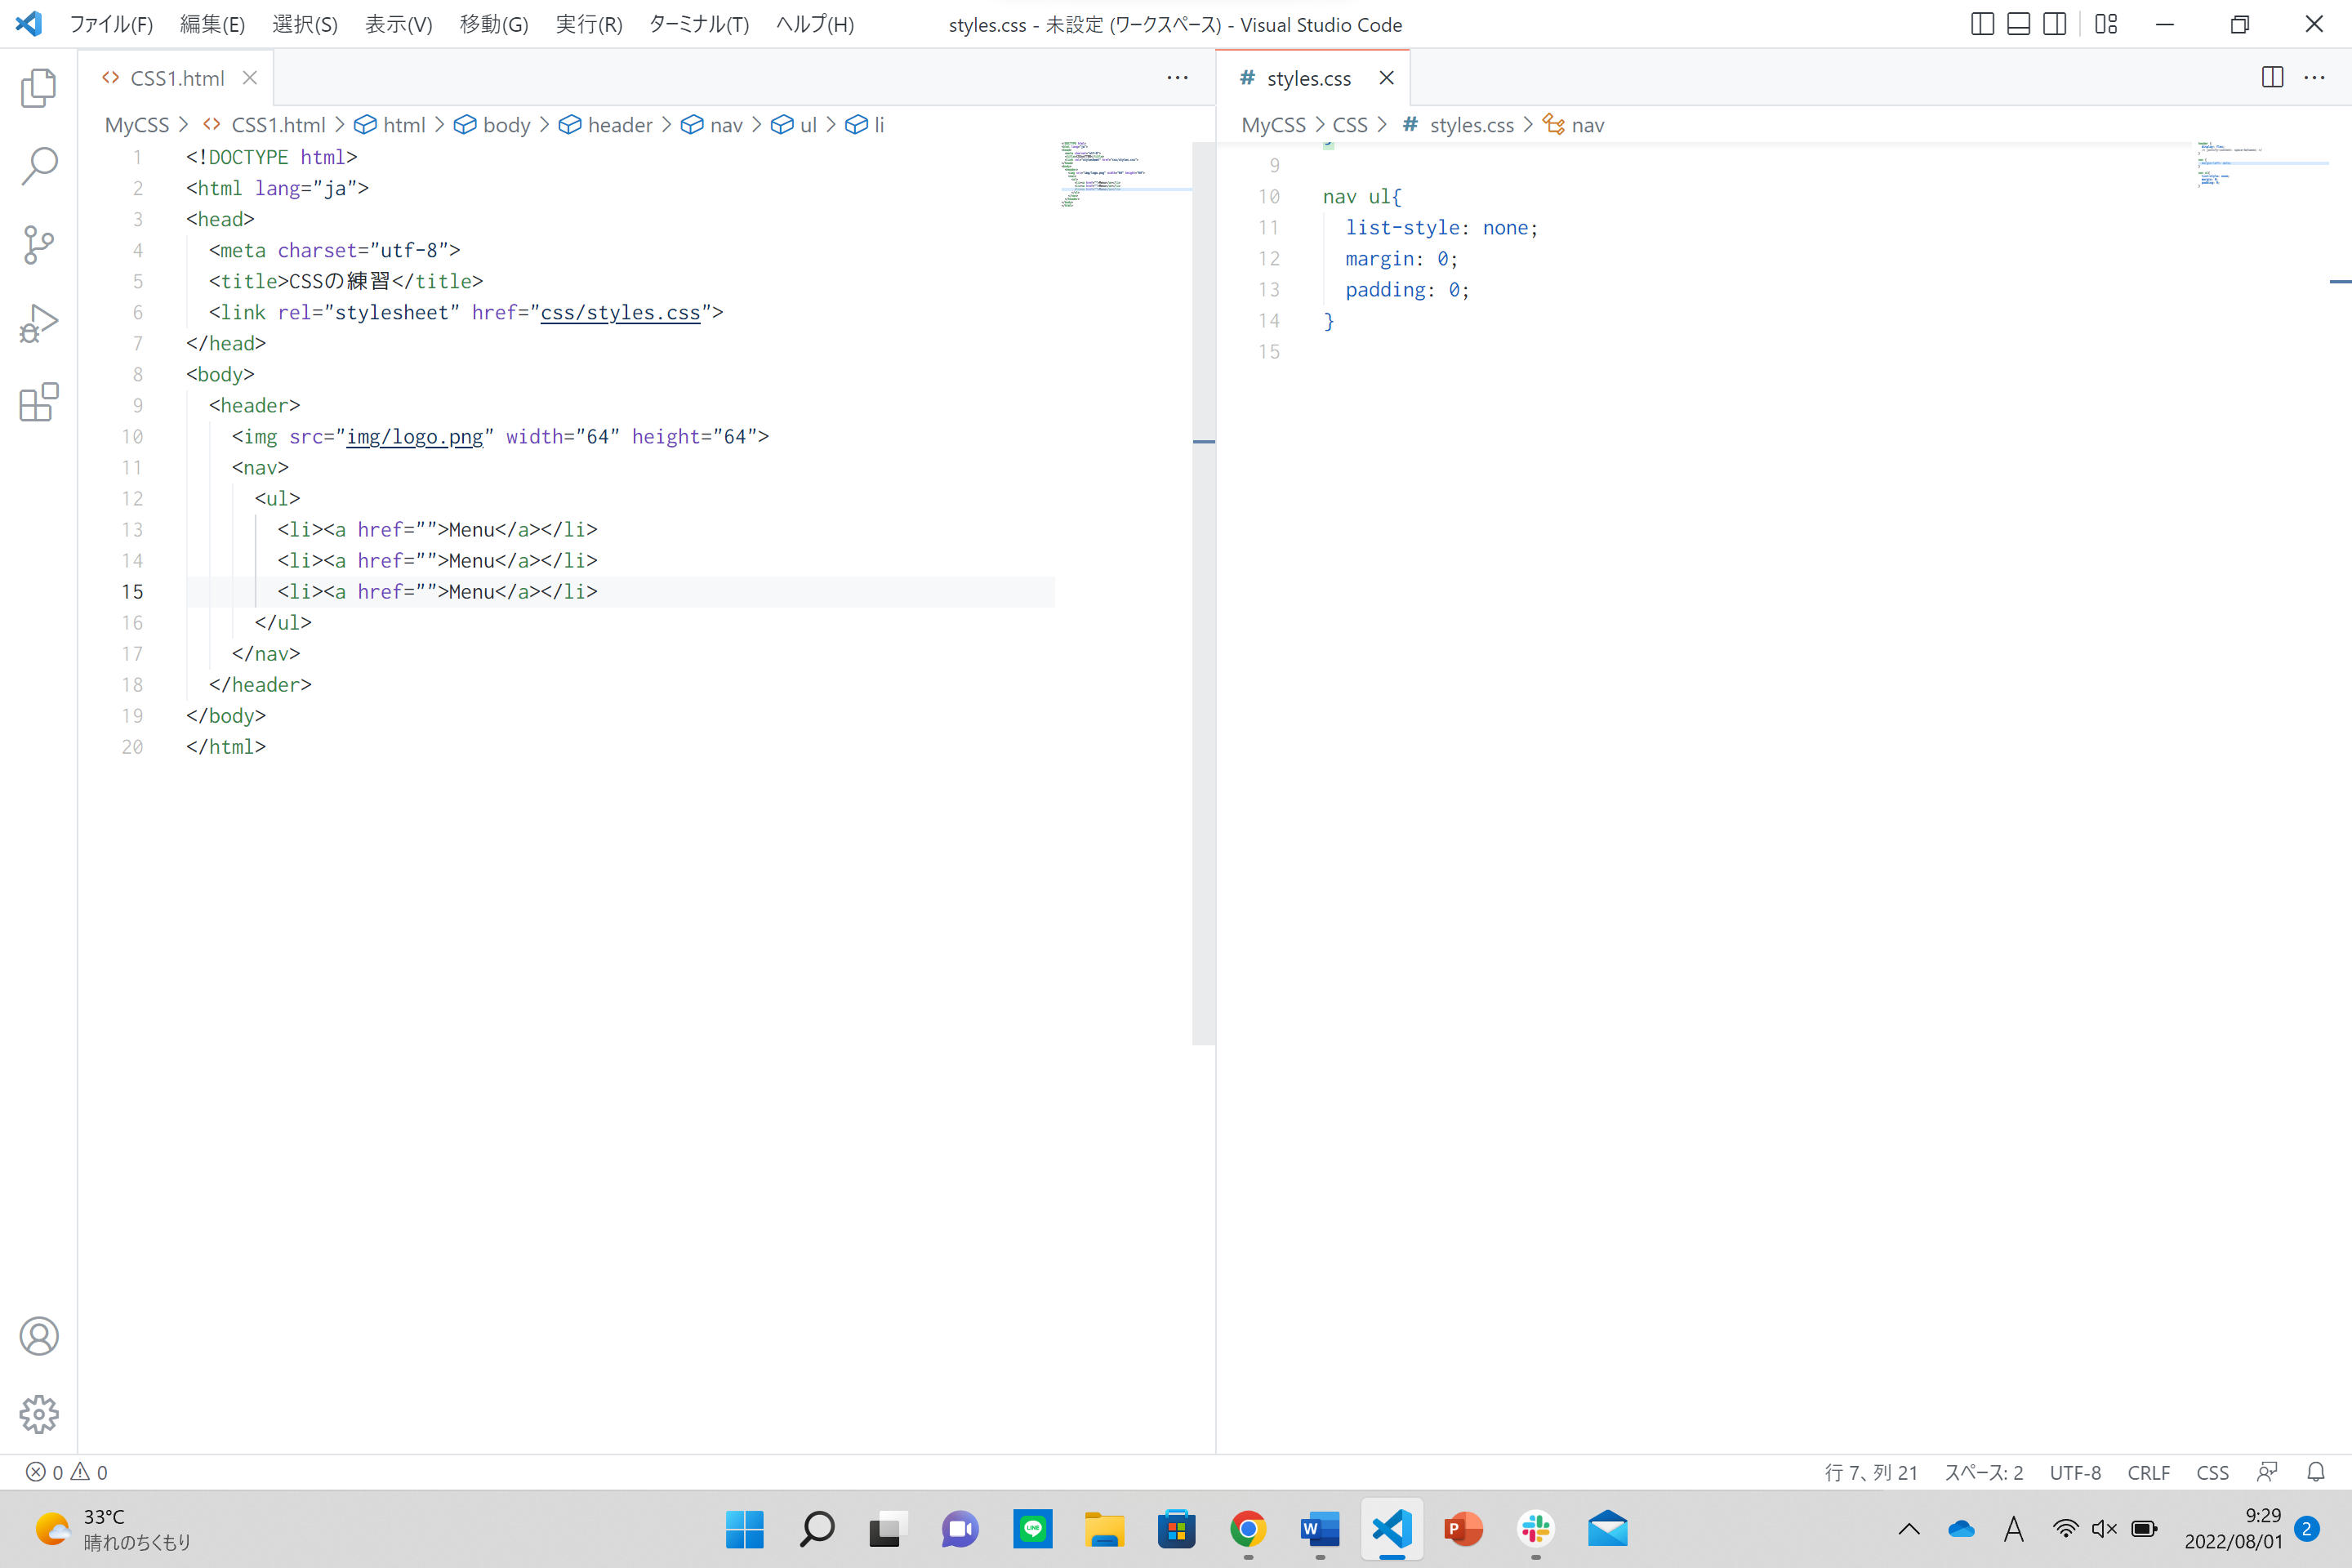 ファイル(F) 編集(E) 選択(S) 表示(V) 移動(G) 実行(R) ターミナル(T) ヘルプ(H) styles.css - 未設定 (ワークスペース) - Visual Studio Code
CSS1.html
MyCSS > CSS1.html > html > body > header > nav > ul > li
1 <!DOCTYPE html>
2 <html lang="ja">
3 <head>
4 <meta charset="utf-8">
5 <title>CSSの練習</title>
6 <link rel="stylesheet" href="css/styles.css">
7 </head>
8 <body>
9 <header>
10 <img src="img/logo.png" width="64" height="64">
11 <nav>
12 <ul>
13 <li><a href="">Menu</a></li>
14 <li><a href="">Menu</a></li>
15 <li><a href="">Menu</a></li>
16 </ul>
17 </nav>
18 </header>
19 </body>
20 </html>
# styles.css
MyCSS > CSS > # styles.css > nav
9
10 nav ul{
11 list-style: none;
12 margin: 0;
13 padding: 0;
14 }
15
0 0 行 7、列 21 スペース: 2 UTF-8 CRLF CSS
33°C
晴れのちくもり
LINE
W
P
A
9:29
2022/08/01
2